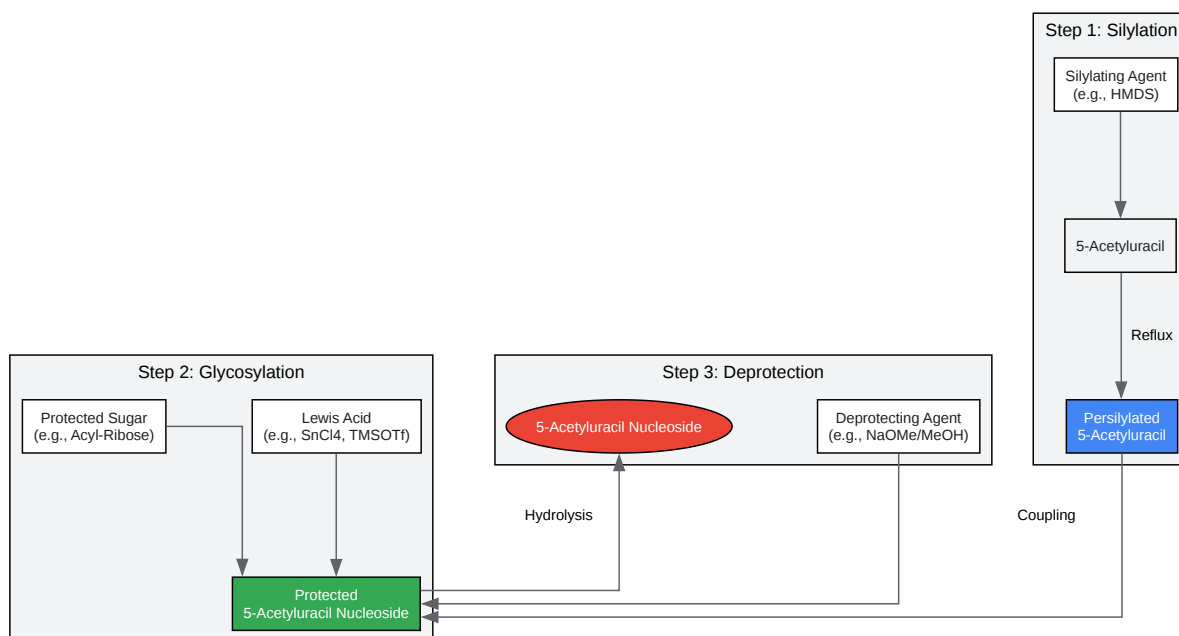 Step 1: Silylation
Silylating Agent
(e.g., HMDS)
5-Acetyluracil
Reflux
Persilylated
5-Acetyluracil
Coupling
Step 2: Glycosylation
Protected Sugar
(e.g., Acyl-Ribose)
Lewis Acid
(e.g., SnCl4, TMSOTf)
Protected
5-Acetyluracil Nucleoside
Hydrolysis
Step 3: Deprotection
5-Acetyluracil Nucleoside
Deprotecting Agent
(e.g., NaOMe/MeOH)